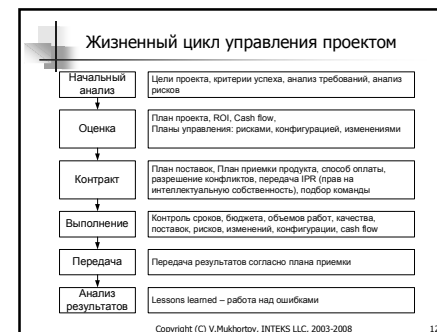 Жизненный цикл управления проектом
Начальный
анализ
Цели проекта, критерии успеха, анализ требований, анализ
рисков
Оценка
План проекта, ROI, Cash flow,
Планы управления: рисками, конфигурацией, изменениями
Контракт
План поставок, План приемки продукта, способ оплаты,
разрешение конфликтов, передача IPR (прав на
интеллектуальную собственность), подбор команды
Выполнение
Контроль сроков, бюджета, объемов работ, качества,
поставок, рисков, изменений, конфигурации, cash flow
Передача
Передача результатов согласно плана приемки
Анализ
результатов
Lessons learned – работа над ошибками
Copyright (C) V.Mukhortov, INTEKS LLC, 2003-2008
12